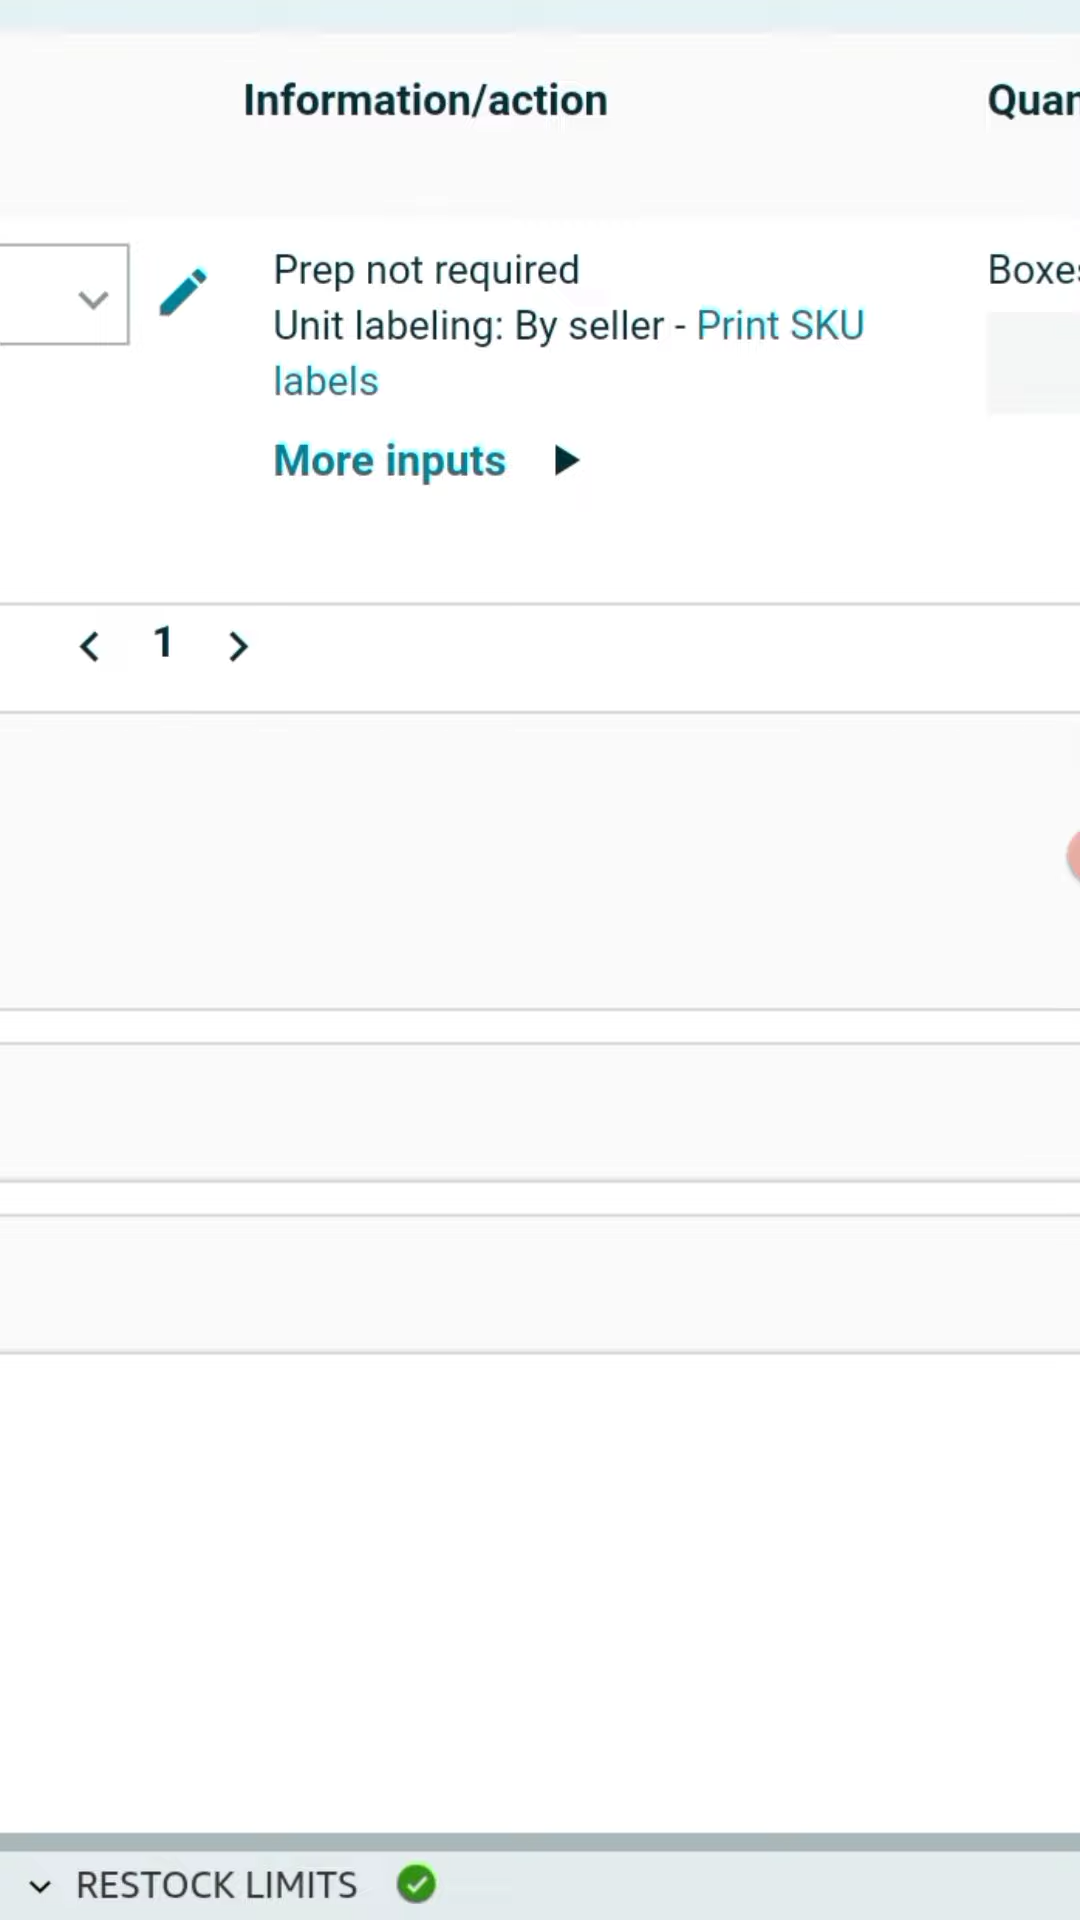 Information/action
Prep not required
Unit labeling: By seller - Print SKU
labels
More inputs
1
RESTOCK LIMITS